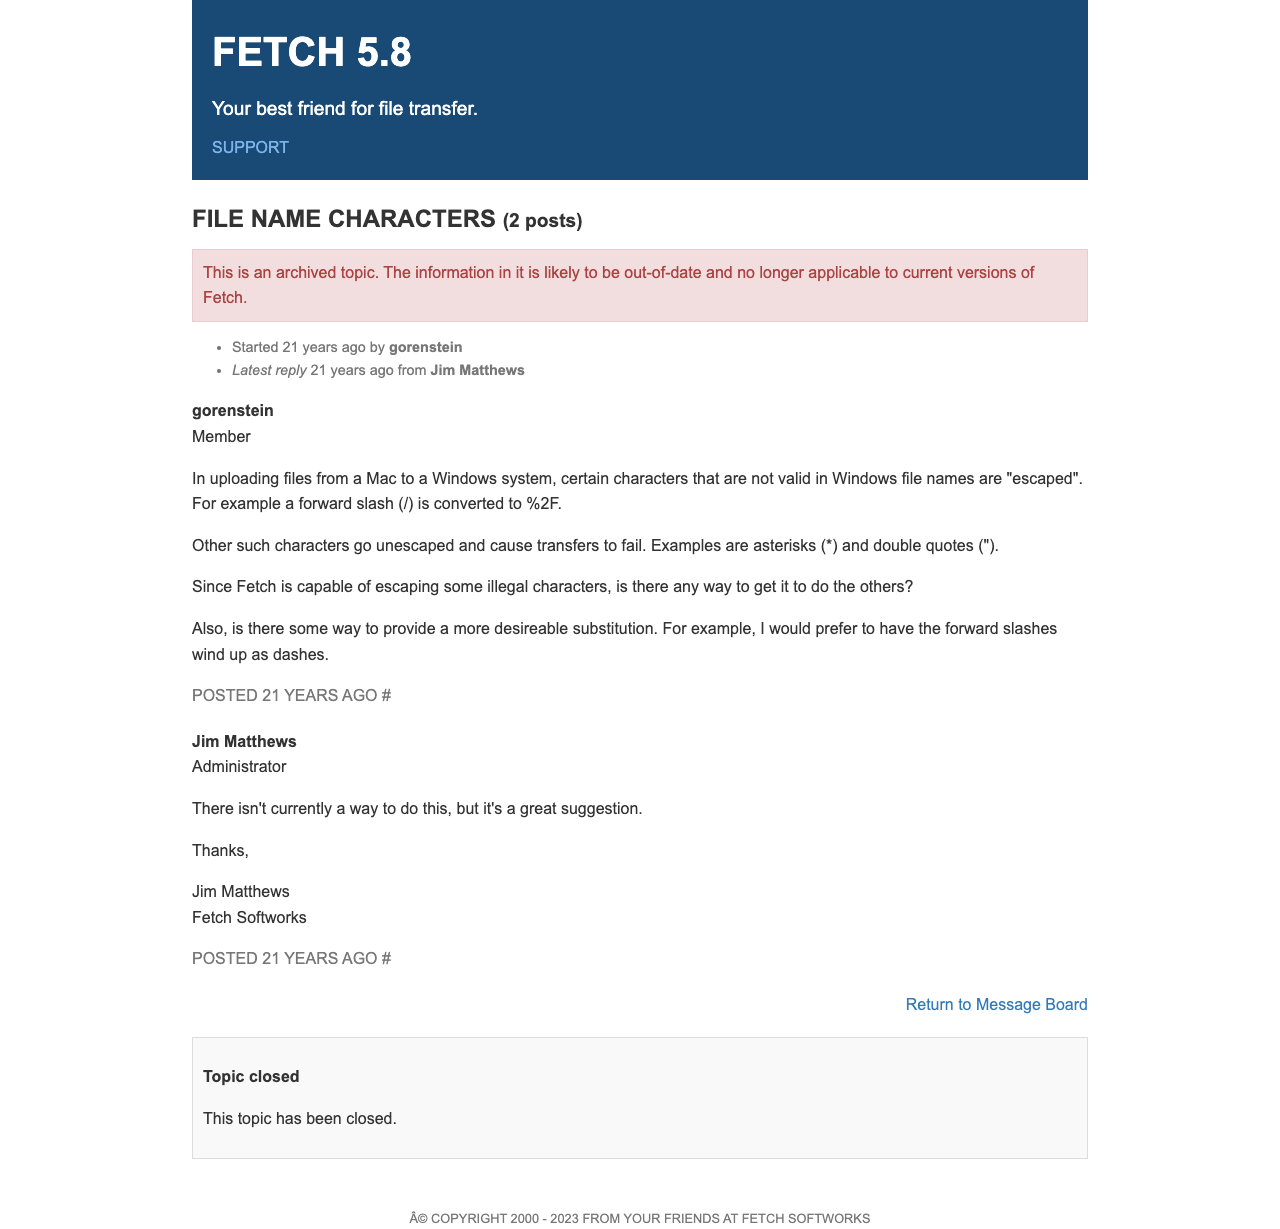 FETCH 5.8
Your best friend for file transfer.
SUPPORT
FILE NAME CHARACTERS (2 posts)
This is an archived topic. The information in it is likely to be out-of-date and no longer applicable to current versions of
Fetch.
• Started 21 years ago by gorenstein
• Latest reply 21 years ago from Jim Matthews
gorenstein
Member
In uploading files from a Mac to a Windows system, certain characters that are not valid in Windows file names are "escaped".
For example a forward slash (/) is converted to %2F.
Other such characters go unescaped and cause transfers to fail. Examples are asterisks (*) and double quotes (").
Since Fetch is capable of escaping some illegal characters, is there any way to get it to do the others?
Also, is there some way to provide a more desireable substitution. For example, I would prefer to have the forward slashes
wind up as dashes.
POSTED 21 YEARS AGO #
Jim Matthews
Administrator
There isn't currently a way to do this, but it's a great suggestion.
Thanks,
Jim Matthews
Fetch Softworks
POSTED 21 YEARS AGO #
Return to Message Board
Topic closed
This topic has been closed.
Â© COPYRIGHT 2000 - 2023 FROM YOUR FRIENDS AT FETCH SOFTWORKS